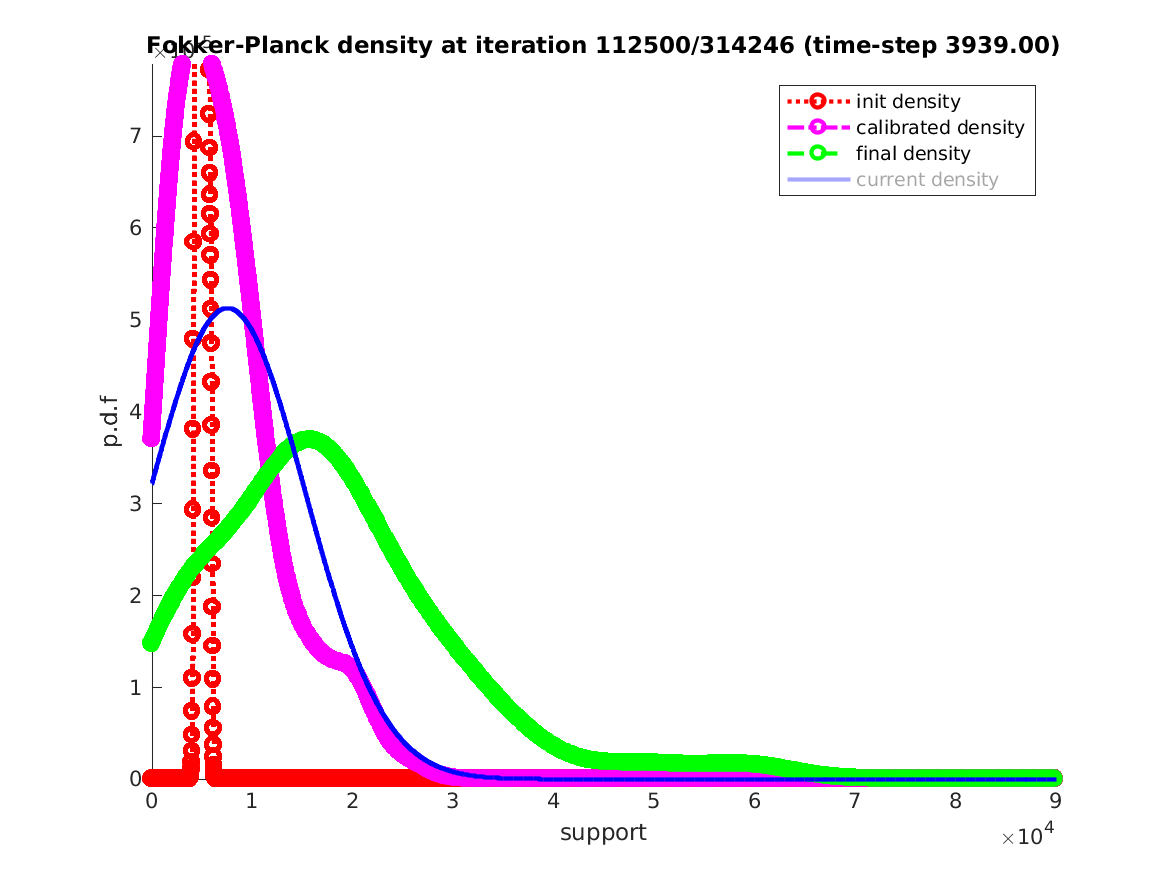 Fokker-Planck density at iteration 112500/314246 (time-step 3939.00)
init density
calibrated density
final density
current density
7
6
5
4
3
2
1
0
p.d.f
0 1 2 3 4 5 6 7 8 9
support
×10⁴